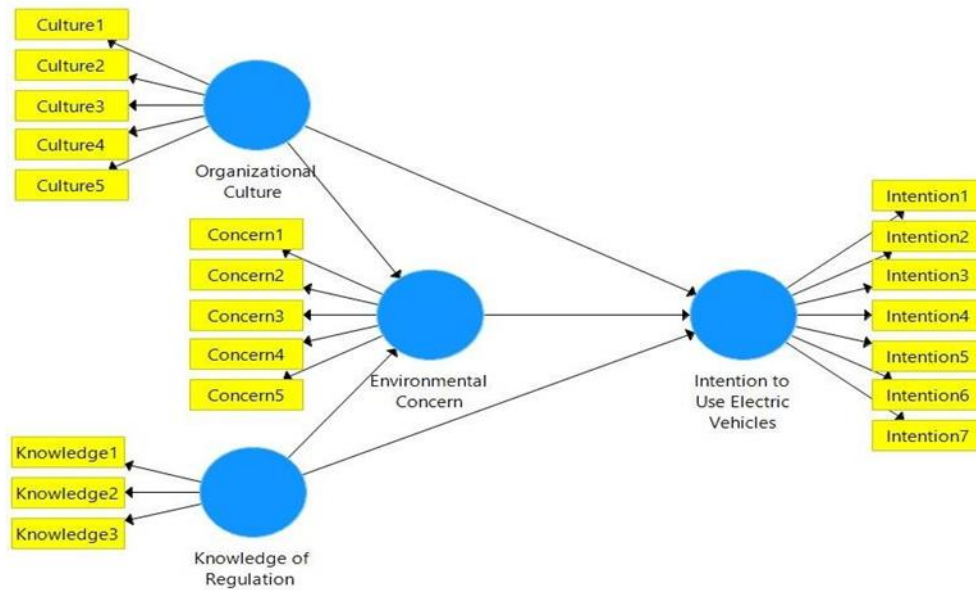 Culture1
Culture2
Culture3
Culture4
Culture5
Organizational
Culture
Concern1
Concern2
Concern3
Concern4
Concern5
Environmental
Concern
Intention1
Intention2
Intention3
Intention4
Intention5
Intention6
Intention7
Intention to
Use Electric
Vehicles
Knowledge1
Knowledge2
Knowledge3
Knowledge of
Regulation